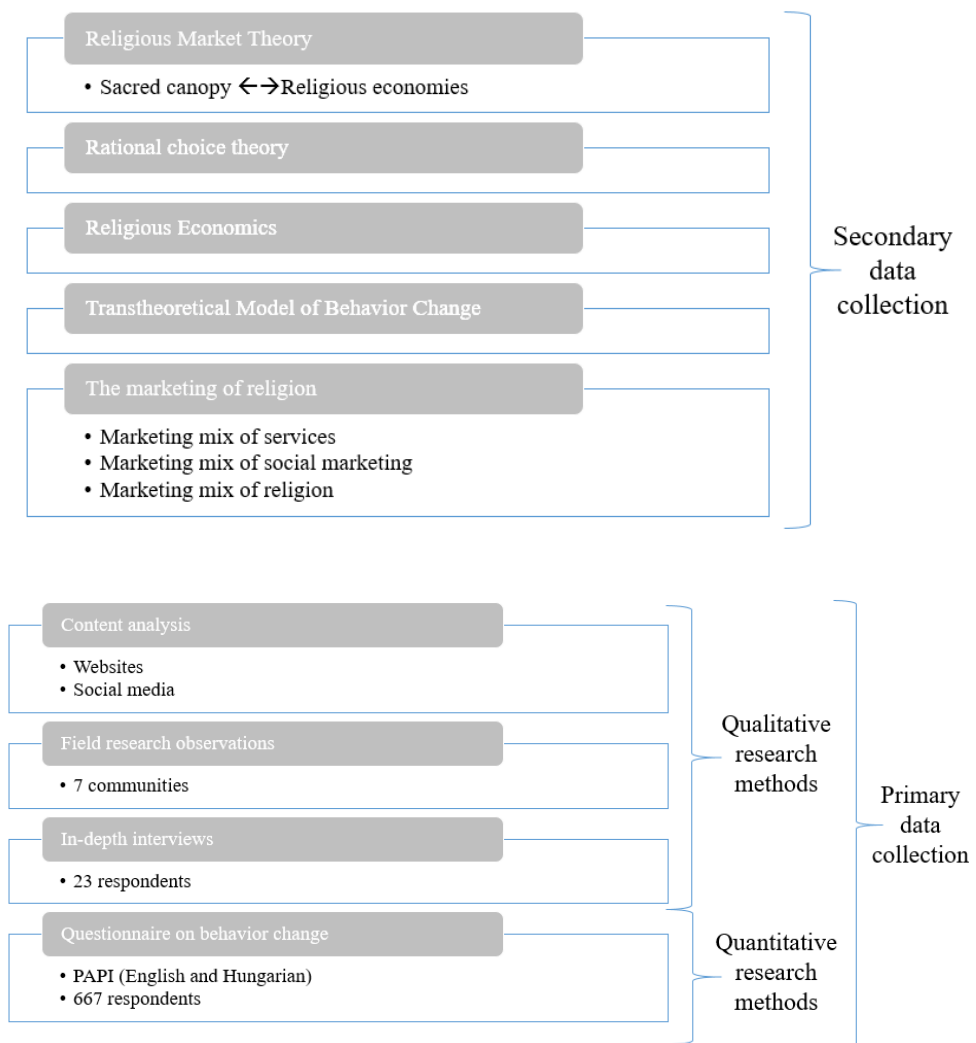 Religious Market Theory
• Sacred canopy ←→Religious economies
Rational choice theory
Religious Economics
Transtheoretical Model of Behavior Change
The marketing of religion
• Marketing mix of services
• Marketing mix of social marketing
• Marketing mix of religion
Secondary
data
collection
Content analysis
• Websites
• Social media
Field research observations
• 7 communities
In-depth interviews
• 23 respondents
Qualitative
research
methods
Questionnaire on behavior change
• PAPI (English and Hungarian)
• 667 respondents
Quantitative
research
methods
Primary
data
collection